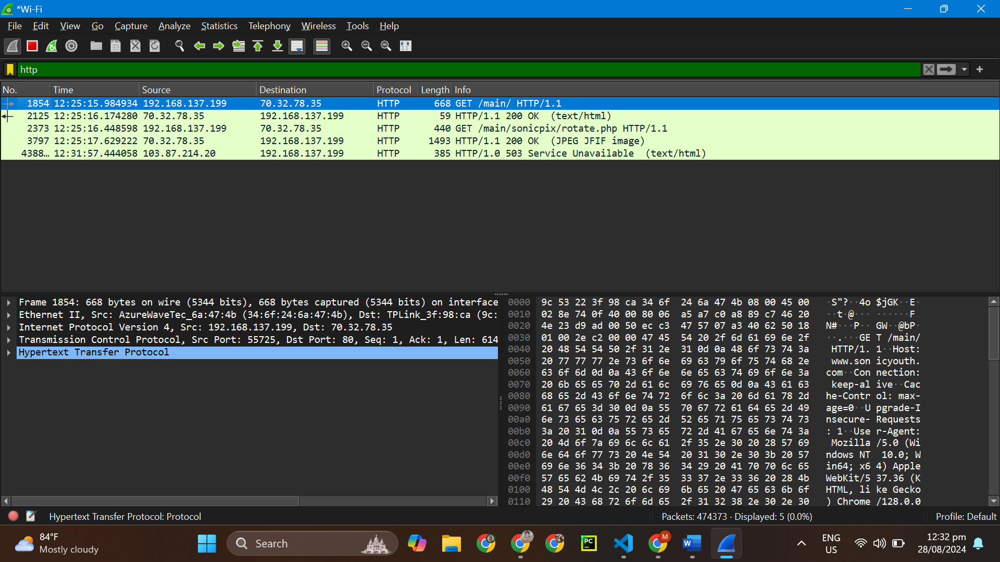 *Wi-Fi
File Edit View Go Capture Analyze Statistics Telephony Wireless Tools Help
http
No. Time Source Destination Protocol Length Info
1854 12:25:15.984934 192.168.137.199 70.32.78.35 HTTP 668 GET /main/ HTTP/1.1
2125 12:25:16.174280 70.32.78.35 192.168.137.199 HTTP 59 HTTP/1.1 200 OK (text/html)
2373 12:25:16.448598 192.168.137.199 70.32.78.35 HTTP 440 GET /main/sonicpix/rotate.php HTTP/1.1
3797 12:25:17.629222 70.32.78.35 192.168.137.199 HTTP 1493 HTTP/1.1 200 OK (JPEG JFIF image)
4388… 12:31:57.444058 103.87.214.20 192.168.137.199 HTTP 385 HTTP/1.0 503 Service Unavailable (text/html)
Frame 1854: 668 bytes on wire (5344 bits), 668 bytes captured (5344 bits) on interface
Ethernet II, Src: AzureWaveTec_6a:47:4b (34:6f:24:6a:47:4b), Dst: TPLink_3f:98:ca (9c:
Internet Protocol Version 4, Src: 192.168.137.199, Dst: 70.32.78.35
Transmission Control Protocol, Src Port: 55725, Dst Port: 80, Seq: 1, Ack: 1, Len: 614
Hypertext Transfer Protocol
0000 9c 53 22 3f 98 ca 34 6f 24 6a 47 4b 08 00 45 00 ·S"?··4o $jGK··E·
0010 02 8e 74 0f 40 00 80 06 a5 a7 c0 a8 89 c7 46 20 ··t·@··· ······F
0020 4e 23 d9 ad 00 50 ec c3 47 57 07 a3 40 62 50 18 N#···P·· GW··@bP·
0030 01 00 2e c2 00 00 47 45 54 20 2f 6d 61 69 6e 2f ··.···GE T /main/
0040 20 48 54 54 50 2f 31 2e 31 0d 0a 48 6f 73 74 3a HTTP/1. 1··Host:
0050 20 77 77 77 2e 73 6f 6e 69 63 79 6f 75 74 68 2e www.son icyouth.
0060 63 6f 6d 0d 0a 43 6f 6e 6e 65 63 74 69 6f 6e 3a com··Con nection:
0070 20 6b 65 65 70 2d 61 6c 69 76 65 0d 0a 43 61 63 keep-al ive··Cac
0080 68 65 2d 43 6f 6e 74 72 6f 6c 3a 20 6d 61 78 2d he-Contr ol: max-
0090 61 67 65 3d 30 0d 0a 55 70 67 72 61 64 65 2d 49 age=0··U pgrade-I
00a0 6e 73 65 63 75 72 65 2d 52 65 71 75 65 73 74 73 nsecure- Requests
00b0 3a 20 31 0d 0a 55 73 65 72 2d 41 67 65 6e 74 3a : 1··Use r-Agent:
00c0 20 4d 6f 7a 69 6c 6c 61 2f 35 2e 30 20 28 57 69 Mozilla /5.0 (Wi
00d0 6e 64 6f 77 73 20 4e 54 20 31 30 2e 30 3b 20 57 ndows NT 10.0; W
00e0 69 6e 36 34 3b 20 78 36 34 29 20 41 70 70 6c 65 in64; x6 4) Apple
00f0 57 65 62 4b 69 74 2f 35 33 37 2e 33 36 20 28 4b WebKit/5 37.36 (K
0100 48 54 4d 4c 2c 20 6c 69 6b 65 20 47 65 63 6b 6f HTML, li ke Gecko
0110 29 20 43 68 72 6f 6d 65 2f 31 32 38 2e 30 2e 30 ) Chrome /128.0.0
Hypertext Transfer Protocol: Protocol Packets: 474373 · Displayed: 5 (0.0%) Profile: Default
84°F
Mostly cloudy
Search
PC
M
W
ENG
US
12:32 pm
28/08/2024